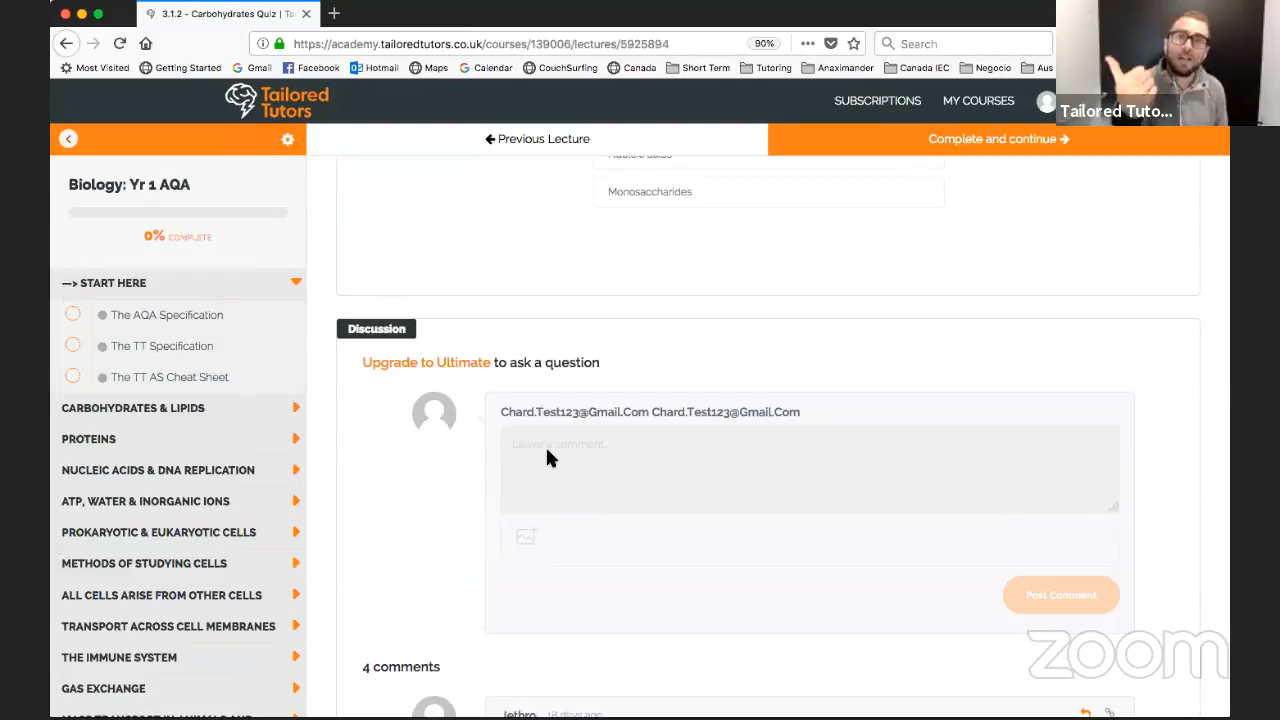 3.1.2 - Carbohydrates Quiz | Ta
https://academy.tailoredtutors.co.uk/courses/139006/lectures/5925894
90%
Search
Most Visited
Getting Started
Gmail
Facebook
Hotmail
Maps
Calendar
CouchSurfing
Canada
Short Term
Tutoring
Anaximander
Canada IEC
Negocio
Aus
Tailored Tutors
SUBSCRIPTIONS
MY COURSES
Tailored Tuto...
Previous Lecture
Complete and continue
Biology: Yr 1 AQA
0% COMPLETE
—> START HERE
The AQA Specification
The TT Specification
The TT AS Cheat Sheet
CARBOHYDRATES & LIPIDS
PROTEINS
NUCLEIC ACIDS & DNA REPLICATION
ATP, WATER & INORGANIC IONS
PROKARYOTIC & EUKARYOTIC CELLS
METHODS OF STUDYING CELLS
ALL CELLS ARISE FROM OTHER CELLS
TRANSPORT ACROSS CELL MEMBRANES
THE IMMUNE SYSTEM
GAS EXCHANGE
Monosaccharides
Discussion
Upgrade to Ultimate to ask a question
Chard.Test123@Gmail.Com Chard.Test123@Gmail.Com
Leave a comment.
Post Comment
4 comments
Jethro 18 days ago
zoom